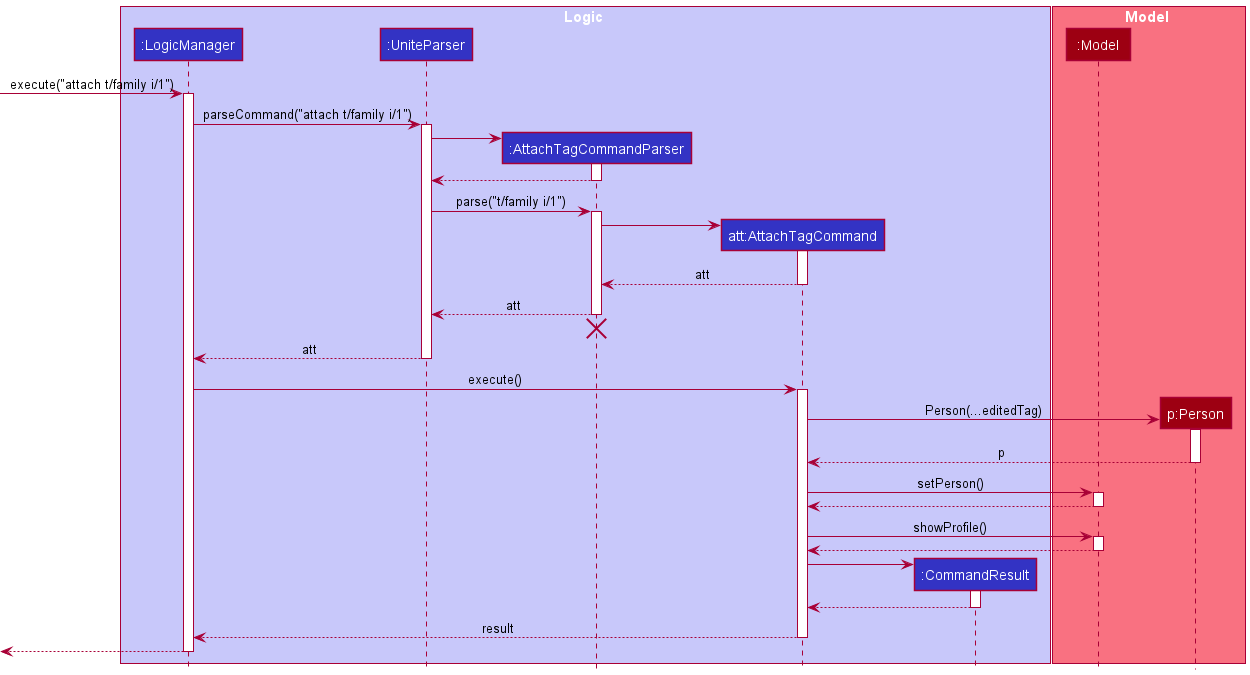 Logic
Model
:LogicManager
:UniteParser
:Model
execute("attach t/family i/1")
parseCommand("attach t/family i/1")
:AttachTagCommandParser
parse("t/family i/1")
att:AttachTagCommand
att
att
att
execute()
Person(...editedTag)
p:Person
p
setPerson()
showProfile()
:CommandResult
result